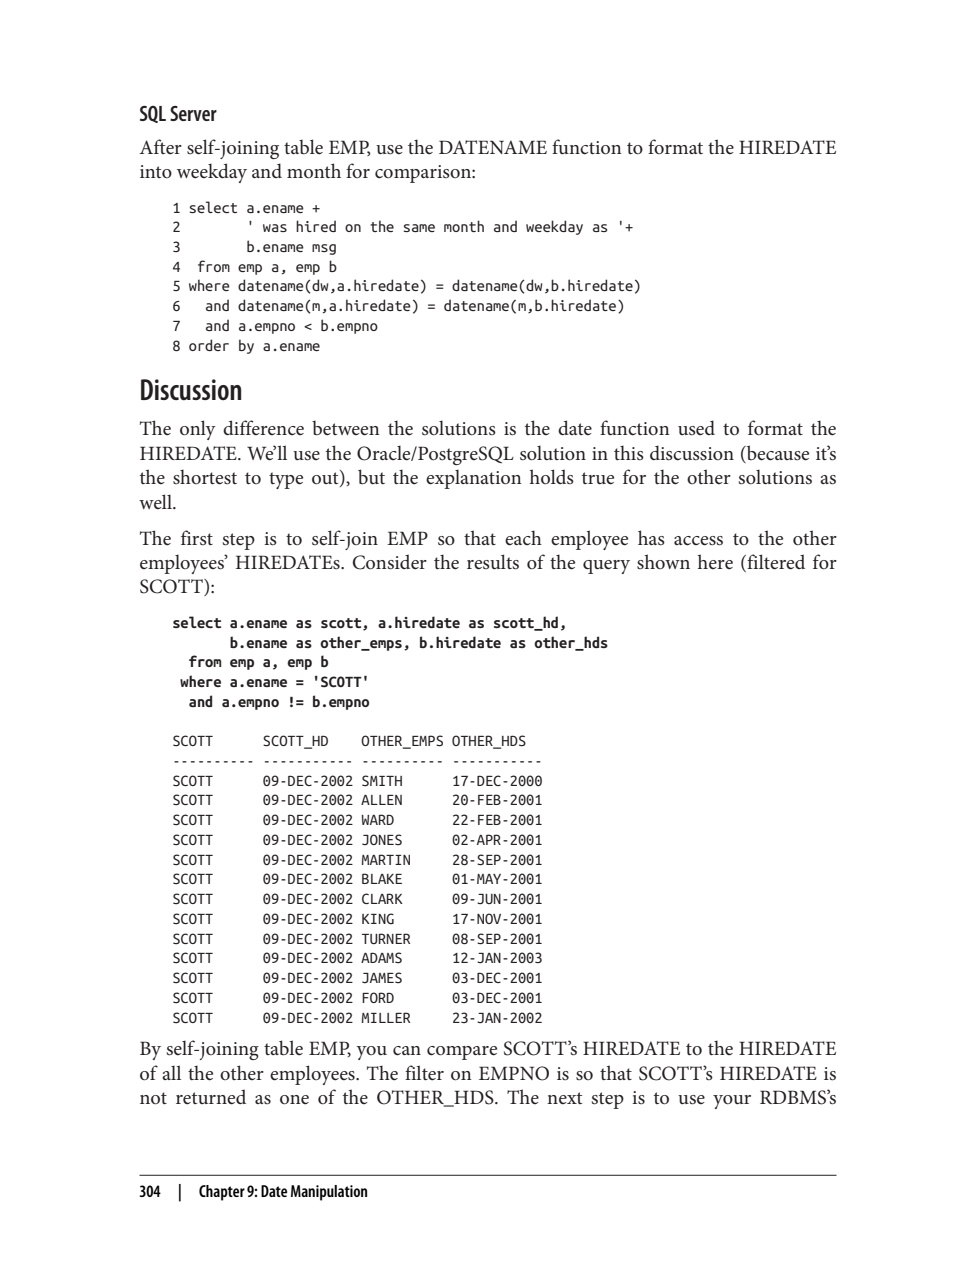 SQL Server
After self-joining table EMP, use the DATENAME function to format the HIREDATE
into weekday and month for comparison:
1 select a.ename +
2        ' was hired on the same month and weekday as '+
3        b.ename msg
4  from emp a, emp b
5 where datename(dw,a.hiredate) = datename(dw,b.hiredate)
6   and datename(m,a.hiredate) = datename(m,b.hiredate)
7   and a.empno < b.empno
8 order by a.ename
Discussion
The only difference between the solutions is the date function used to format the
HIREDATE. We’ll use the Oracle/PostgreSQL solution in this discussion (because it’s
the shortest to type out), but the explanation holds true for the other solutions as
well.
The first step is to self-join EMP so that each employee has access to the other
employees’ HIREDATEs. Consider the results of the query shown here (filtered for
SCOTT):
select a.ename as scott, a.hiredate as scott_hd,
       b.ename as other_emps, b.hiredate as other_hds
  from emp a, emp b
 where a.ename = 'SCOTT'
  and a.empno != b.empno
SCOTT      SCOTT_HD    OTHER_EMPS OTHER_HDS
---------- ----------- ---------- -----------
SCOTT      09-DEC-2002 SMITH      17-DEC-2000
SCOTT      09-DEC-2002 ALLEN      20-FEB-2001
SCOTT      09-DEC-2002 WARD       22-FEB-2001
SCOTT      09-DEC-2002 JONES      02-APR-2001
SCOTT      09-DEC-2002 MARTIN     28-SEP-2001
SCOTT      09-DEC-2002 BLAKE      01-MAY-2001
SCOTT      09-DEC-2002 CLARK      09-JUN-2001
SCOTT      09-DEC-2002 KING       17-NOV-2001
SCOTT      09-DEC-2002 TURNER     08-SEP-2001
SCOTT      09-DEC-2002 ADAMS      12-JAN-2003
SCOTT      09-DEC-2002 JAMES      03-DEC-2001
SCOTT      09-DEC-2002 FORD       03-DEC-2001
SCOTT      09-DEC-2002 MILLER     23-JAN-2002
By self-joining table EMP, you can compare SCOTT’s HIREDATE to the HIREDATE
of all the other employees. The filter on EMPNO is so that SCOTT’s HIREDATE is
not returned as one of the OTHER_HDS. The next step is to use your RDBMS’s
304 | Chapter 9: Date Manipulation